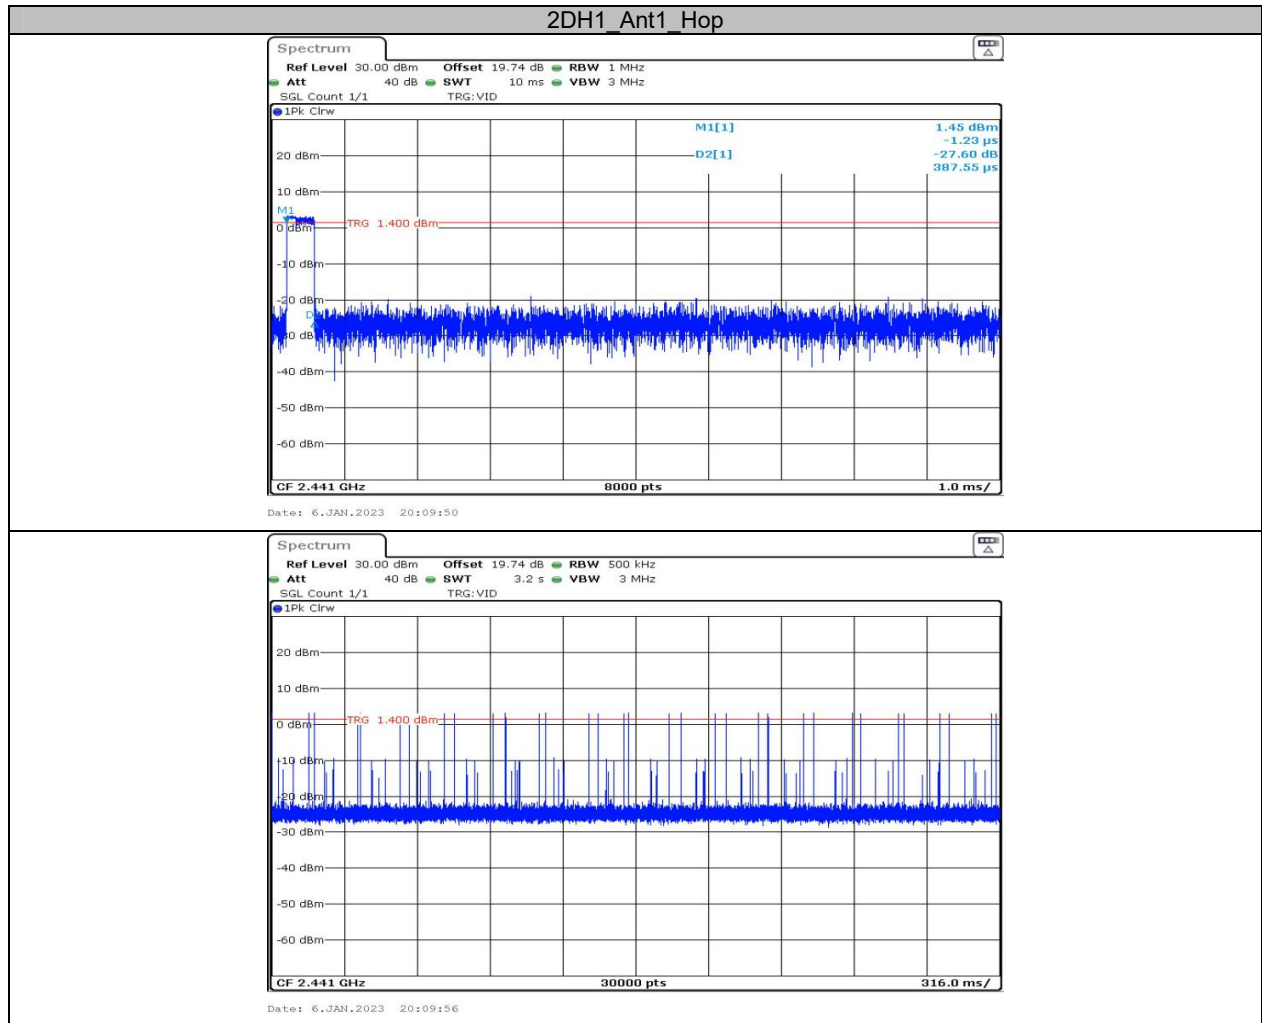 2DH1_Ant1_Hop
Spectrum
Ref Level 30.00 dBm Offset 19.74 dB RBW 1 MHz
Att 40 dB SWT 10 ms VBW 3 MHz
SGL Count 1/1 TRG:VID
1Pk Clrw
M1[1] 1.45 dBm
-1.23 µs
20 dBm D2[1] -27.60 dB
387.55 µs
10 dBm
M1
TRG 1.400 dBm
0 dBm
-10 dBm
-20 dBm
-40 dBm
-50 dBm
-60 dBm
CF 2.441 GHz 8000 pts 1.0 ms/
Date: 6.JAN.2023 20:09:50
Spectrum
Ref Level 30.00 dBm Offset 19.74 dB RBW 500 kHz
Att 40 dB SWT 3.2 s VBW 3 MHz
SGL Count 1/1 TRG:VID
1Pk Clrw
20 dBm
10 dBm
0 dBm TRG 1.400 dBm
-10 dBm
-20 dBm
-30 dBm
-40 dBm
-50 dBm
-60 dBm
CF 2.441 GHz 30000 pts 316.0 ms/
Date: 6.JAN.2023 20:09:56